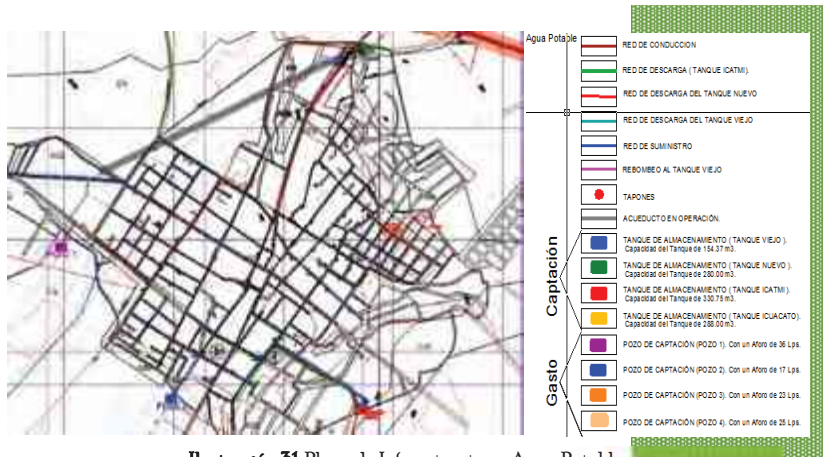 Agua Potable
RED DE CONDUCCION
RED DE DESCARGA ( TANQUE ICATMI).
RED DE DESCARGA DEL TANQUE NUEVO
RED DE DESCARGA DEL TANQUE VIEJO
RED DE SUMINISTRO
REBOMBEO AL TANQUE VIEJO
TAPONES
ACUEDUCTO EN OPERACIÓN.
Captación
TANQUE DE ALMACENAMIENTO ( TANQUE VIEJO ).
Capacidad del Tanque de 154.37 m3.
TANQUE DE ALMACENAMIENTO ( TANQUE NUEVO ).
Capacidad del Tanque de 280.00 m3.
TANQUE DE ALMACENAMIENTO ( TANQUE ICATMI ).
Capacidad del Tanque de 330.75 m3.
TANQUE DE ALMACENAMIENTO ( TANQUE ICUACATO).
Capacidad del Tanque de 288.00 m3.
Gasto
POZO DE CAPTACIÓN (POZO 1). Con un Aforo de 36 Lps.
POZO DE CAPTACIÓN (POZO 2). Con un Aforo de 17 Lps.
POZO DE CAPTACIÓN (POZO 3). Con un Aforo de 23 Lps.
POZO DE CAPTACIÓN (POZO 4). Con un Aforo de 25 Lps.
31